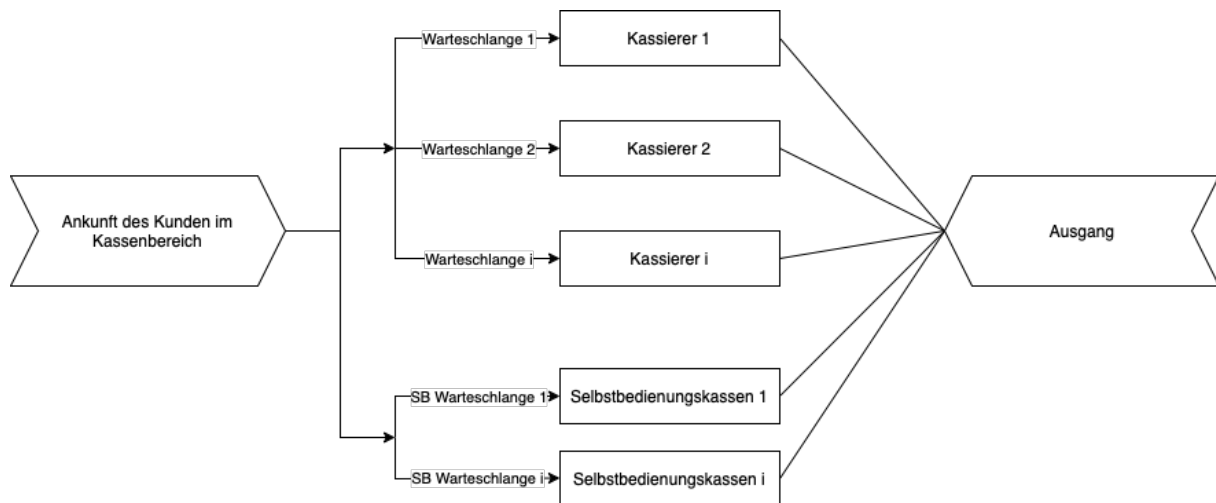 Warteschlange 1
Kassierer 1
Warteschlange 2
Kassierer 2
Ankunft des Kunden im
Kassenbereich
Ausgang
Warteschlange i
Kassierer i
SB Warteschlange 1
Selbstbedienungskassen 1
SB Warteschlange i
Selbstbedienungskassen i